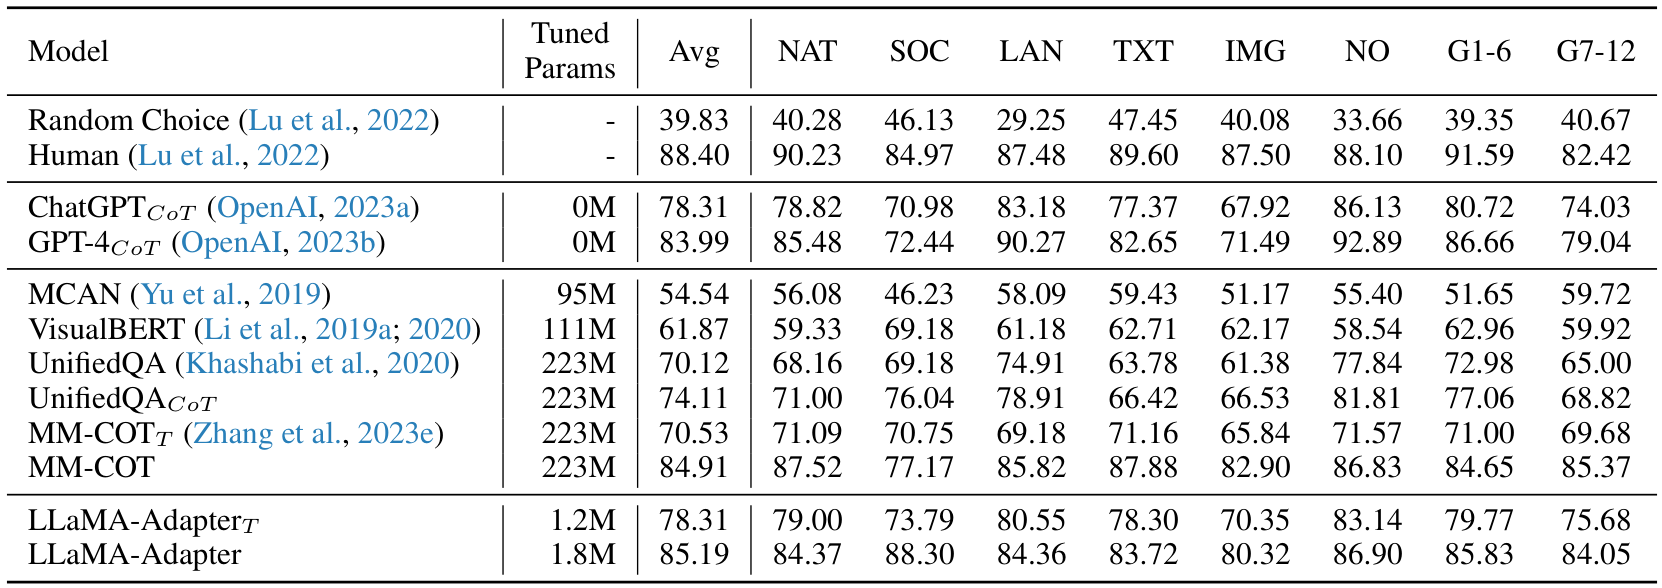 Model Tuned Params Avg NAT SOC LAN TXT IMG NO G1-6 G7-12
Random Choice (Lu et al., 2022) - 39.83 40.28 46.13 29.25 47.45 40.08 33.66 39.35 40.67
Human (Lu et al., 2022) - 88.40 90.23 84.97 87.48 89.60 87.50 88.10 91.59 82.42
ChatGPTCoT (OpenAI, 2023a) 0M 78.31 78.82 70.98 83.18 77.37 67.92 86.13 80.72 74.03
GPT-4CoT (OpenAI, 2023b) 0M 83.99 85.48 72.44 90.27 82.65 71.49 92.89 86.66 79.04
MCAN (Yu et al., 2019) 95M 54.54 56.08 46.23 58.09 59.43 51.17 55.40 51.65 59.72
VisualBERT (Li et al., 2019a; 2020) 111M 61.87 59.33 69.18 61.18 62.71 62.17 58.54 62.96 59.92
UnifiedQA (Khashabi et al., 2020) 223M 70.12 68.16 69.18 74.91 63.78 61.38 77.84 72.98 65.00
UnifiedQACoT 223M 74.11 71.00 76.04 78.91 66.42 66.53 81.81 77.06 68.82
MM-COTT (Zhang et al., 2023e) 223M 70.53 71.09 70.75 69.18 71.16 65.84 71.57 71.00 69.68
MM-COT 223M 84.91 87.52 77.17 85.82 87.88 82.90 86.83 84.65 85.37
LLaMA-AdapterT 1.2M 78.31 79.00 73.79 80.55 78.30 70.35 83.14 79.77 75.68
LLaMA-Adapter 1.8M 85.19 84.37 88.30 84.36 83.72 80.32 86.90 85.83 84.05